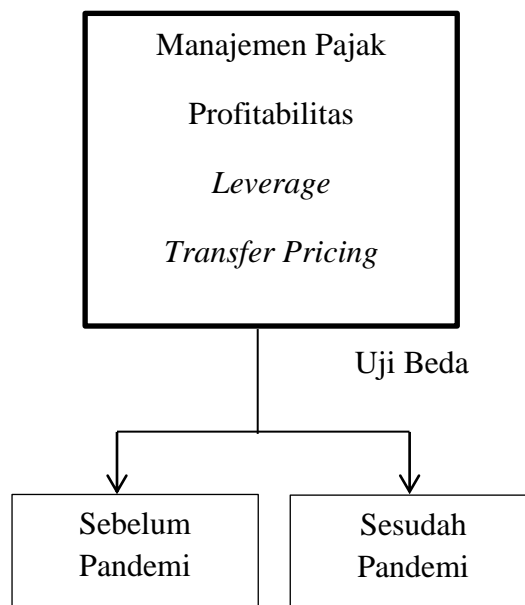 Manajemen Pajak
Profitabilitas
Leverage
Transfer Pricing
Uji Beda
Sebelum
Pandemi
Sesudah
Pandemi